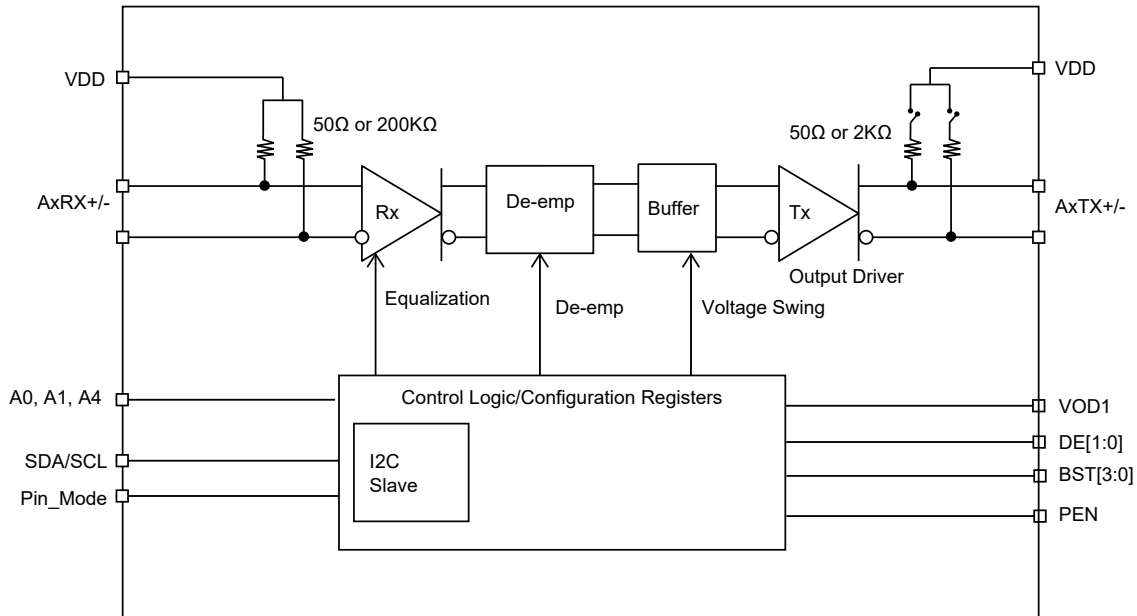 VDD
VDD
50Ω or 200KΩ
50Ω or 2KΩ
AxRX+/-
Rx
De-emp
Buffer
Tx
AxTX+/-
Output Driver
Equalization
De-emp
Voltage Swing
A0, A1, A4
Control Logic/Configuration Registers
VOD1
SDA/SCL
I2C
Slave
DE[1:0]
Pin_Mode
BST[3:0]
PEN